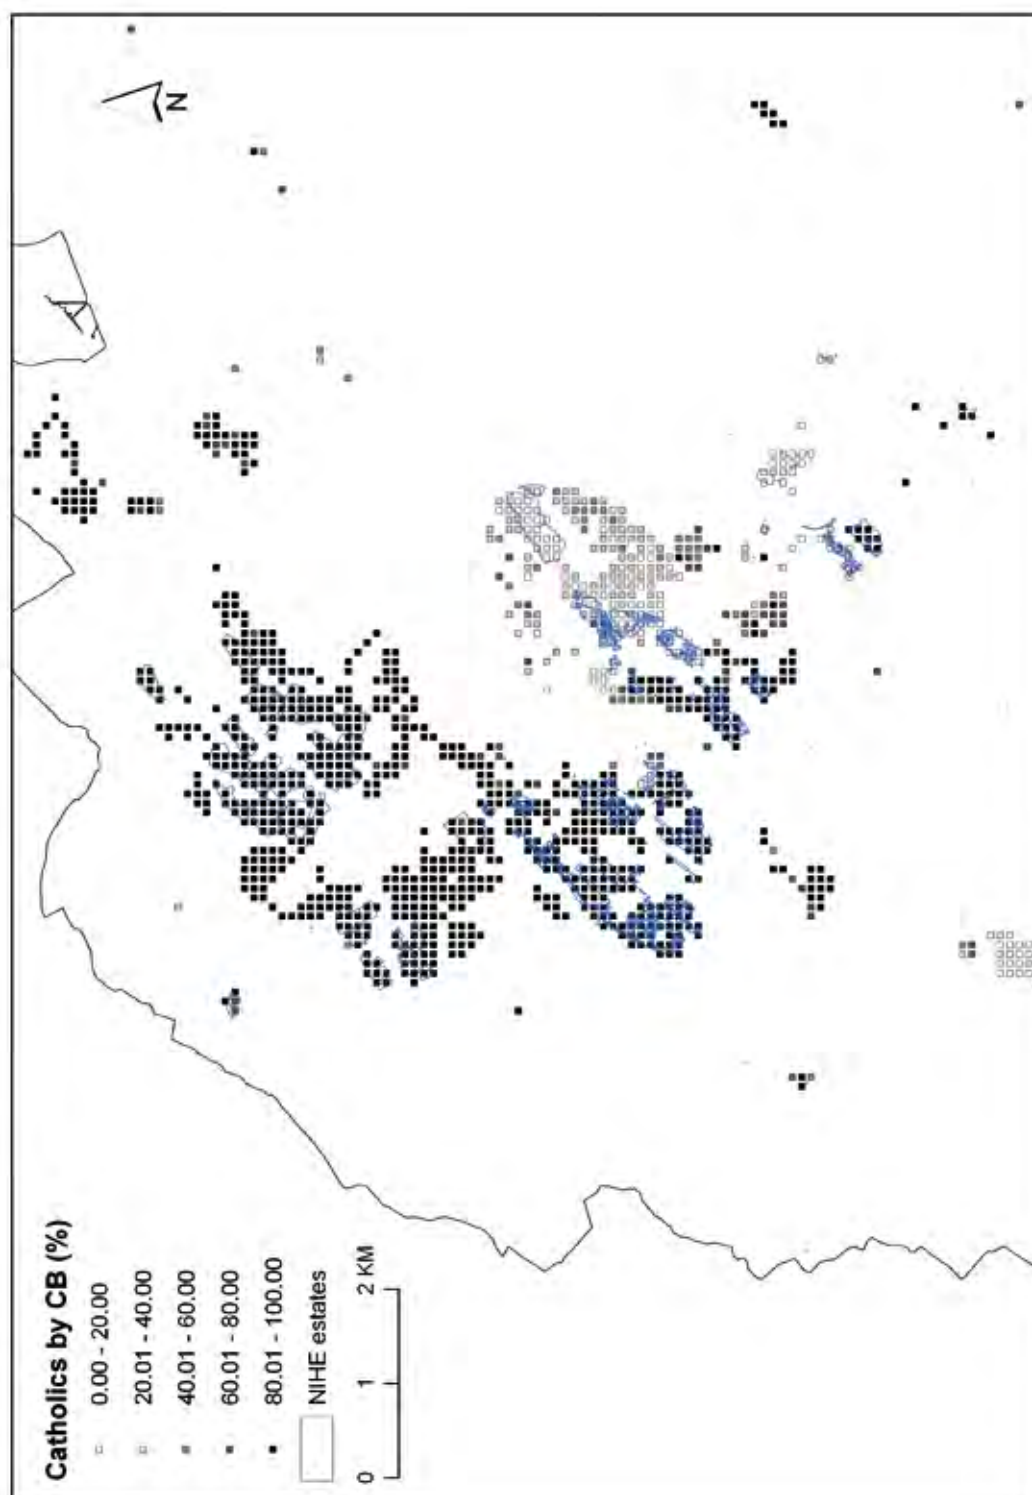 Catholics by CB (%)
0.00 - 20.00
20.01 - 40.00
40.01 - 60.00
60.01 - 80.00
80.01 - 100.00
NIHE estates
0 1 2 KM
N